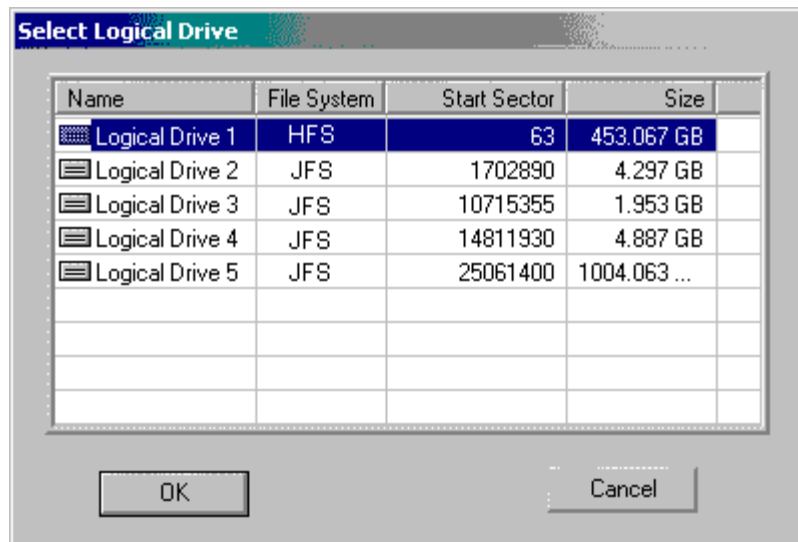 Select Logical Drive
Name File System Start Sector Size
Logical Drive 1 HFS 63 453.067 GB
Logical Drive 2 JFS 1702890 4.297 GB
Logical Drive 3 JFS 10715355 1.953 GB
Logical Drive 4 JFS 14811930 4.887 GB
Logical Drive 5 JFS 25061400 1004.063 ...
OK Cancel